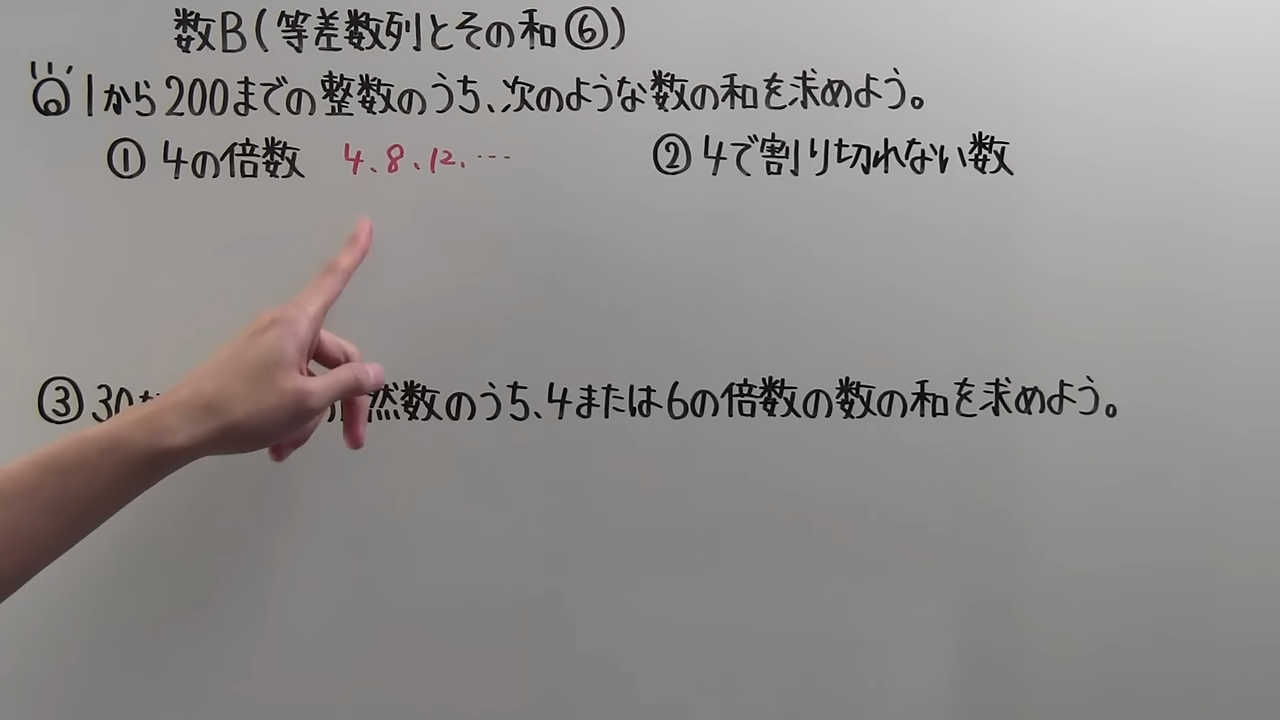 数B(等差数列とその和⑥)
1から200までの整数のうち、次のような数の和を求めよう。
① 4の倍数 4、8、12、…
② 4で割り切れない数
③ 30 然数のうち、4または6の倍数の数の和を求めよう。